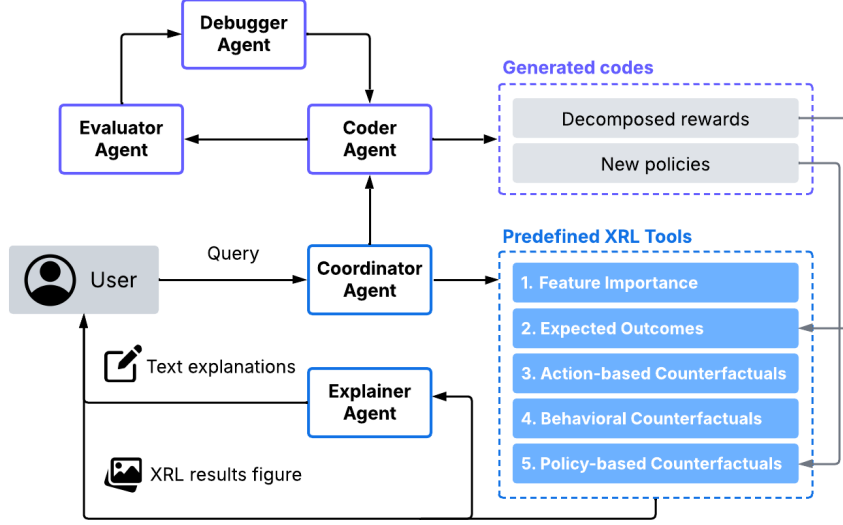 Debugger
Agent
Generated codes
Evaluator
Agent
Coder
Agent
Decomposed rewards
New policies
Predefined XRL Tools
User
Query
Coordinator
Agent
1. Feature Importance
2. Expected Outcomes
3. Action-based Counterfactuals
4. Behavioral Counterfactuals
5. Policy-based Counterfactuals
Text explanations
Explainer
Agent
XRL results figure